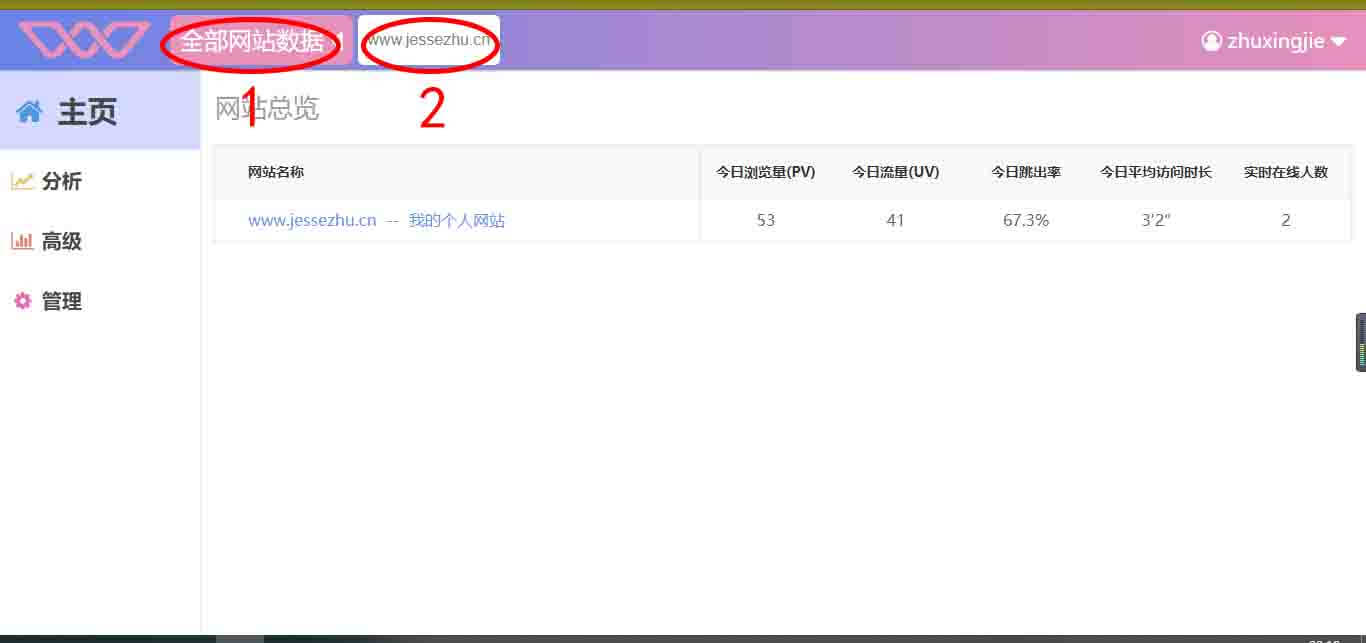 全部网站数据
www.jessezhu.cn
zhuxingjie
1
2
主页
分析
高级
管理
网站总览
网站名称 今日浏览量(PV) 今日流量(UV) 今日跳出率 今日平均访问时长 实时在线人数
www.jessezhu.cn -- 我的个人网站 53 41 67.3% 3'2" 2